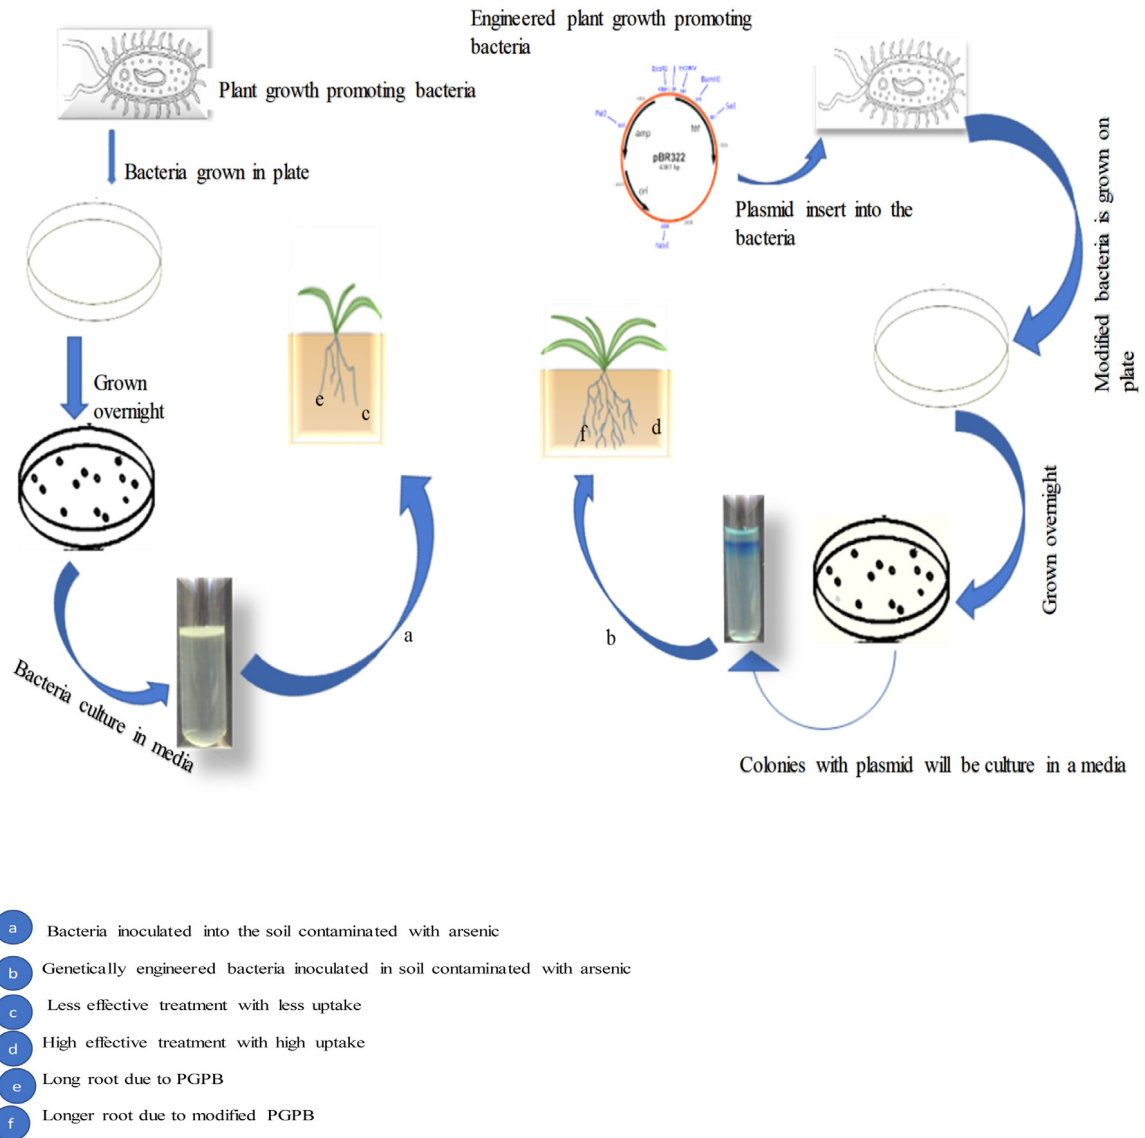 Engineered plant growth promoting
bacteria
Plant growth promoting bacteria
Bacteria grown in plate
Grown
overnight
Bacteria culture in media
e
c
a
amp
ter
pBR322
ori
Plasmid insert into the
bacteria
Modified bacteria is grown on
plate
Grown overnight
f
d
b
Colonies with plasmid will be culture in a media
a
Bacteria inoculated into the soil contaminated with arsenic
b
Genetically engineered bacteria inoculated in soil contaminated with arsenic
c
Less effective treatment with less uptake
d
High effective treatment with high uptake
e
Long root due to PGPB
f
Longer root due to modified PGPB